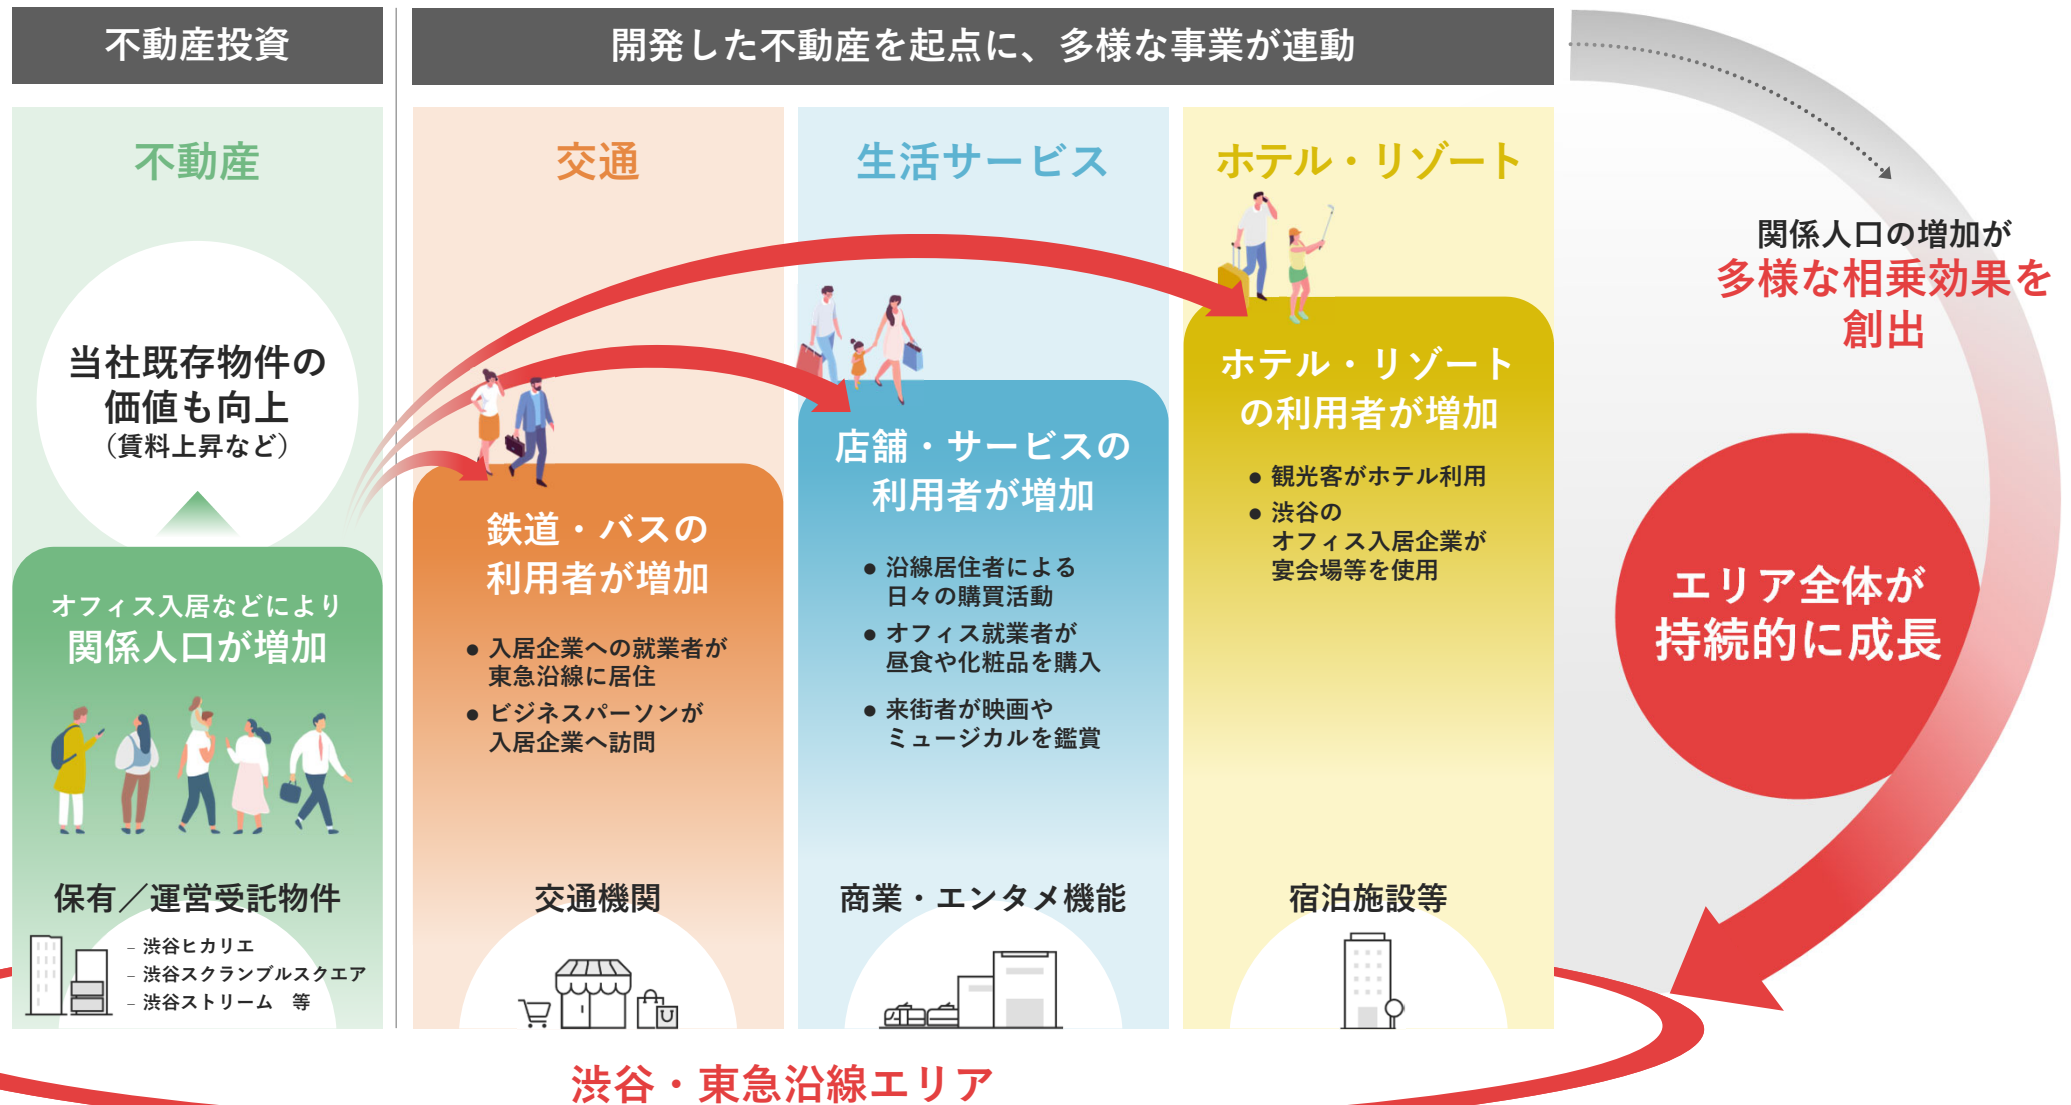 不動産投資
開発した不動産を起点に、多様な事業が連動
不動産
当社既存物件の
価値も向上
（賃料上昇など）
オフィス入居などにより
関係人口が増加
保有／運営受託物件
– 渋谷ヒカリエ
– 渋谷スクランブルスクエア
– 渋谷ストリーム　等
交通
鉄道・バスの
利用者が増加
● 入居企業への就業者が
東急沿線に居住
● ビジネスパーソンが
入居企業へ訪問
交通機関
生活サービス
店舗・サービスの
利用者が増加
● 沿線居住者による
日々の購買活動
● オフィス就業者が
昼食や化粧品を購入
● 来街者が映画や
ミュージカルを鑑賞
商業・エンタメ機能
ホテル・リゾート
ホテル・リゾート
の利用者が増加
● 観光客がホテル利用
● 渋谷の
オフィス入居企業が
宴会場等を使用
宿泊施設等
関係人口の増加が
多様な相乗効果を
創出
エリア全体が
持続的に成長
渋谷・東急沿線エリア